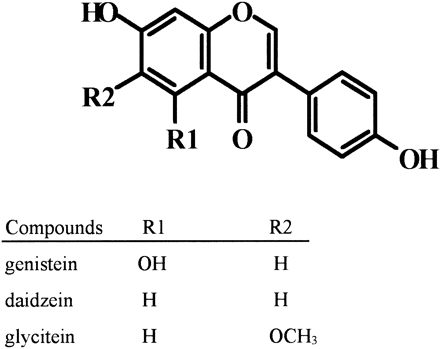 HO
O
R2
R1
O
OH
Compounds R1 R2
genistein OH H
daidzein H H
glycitein H OCH₃